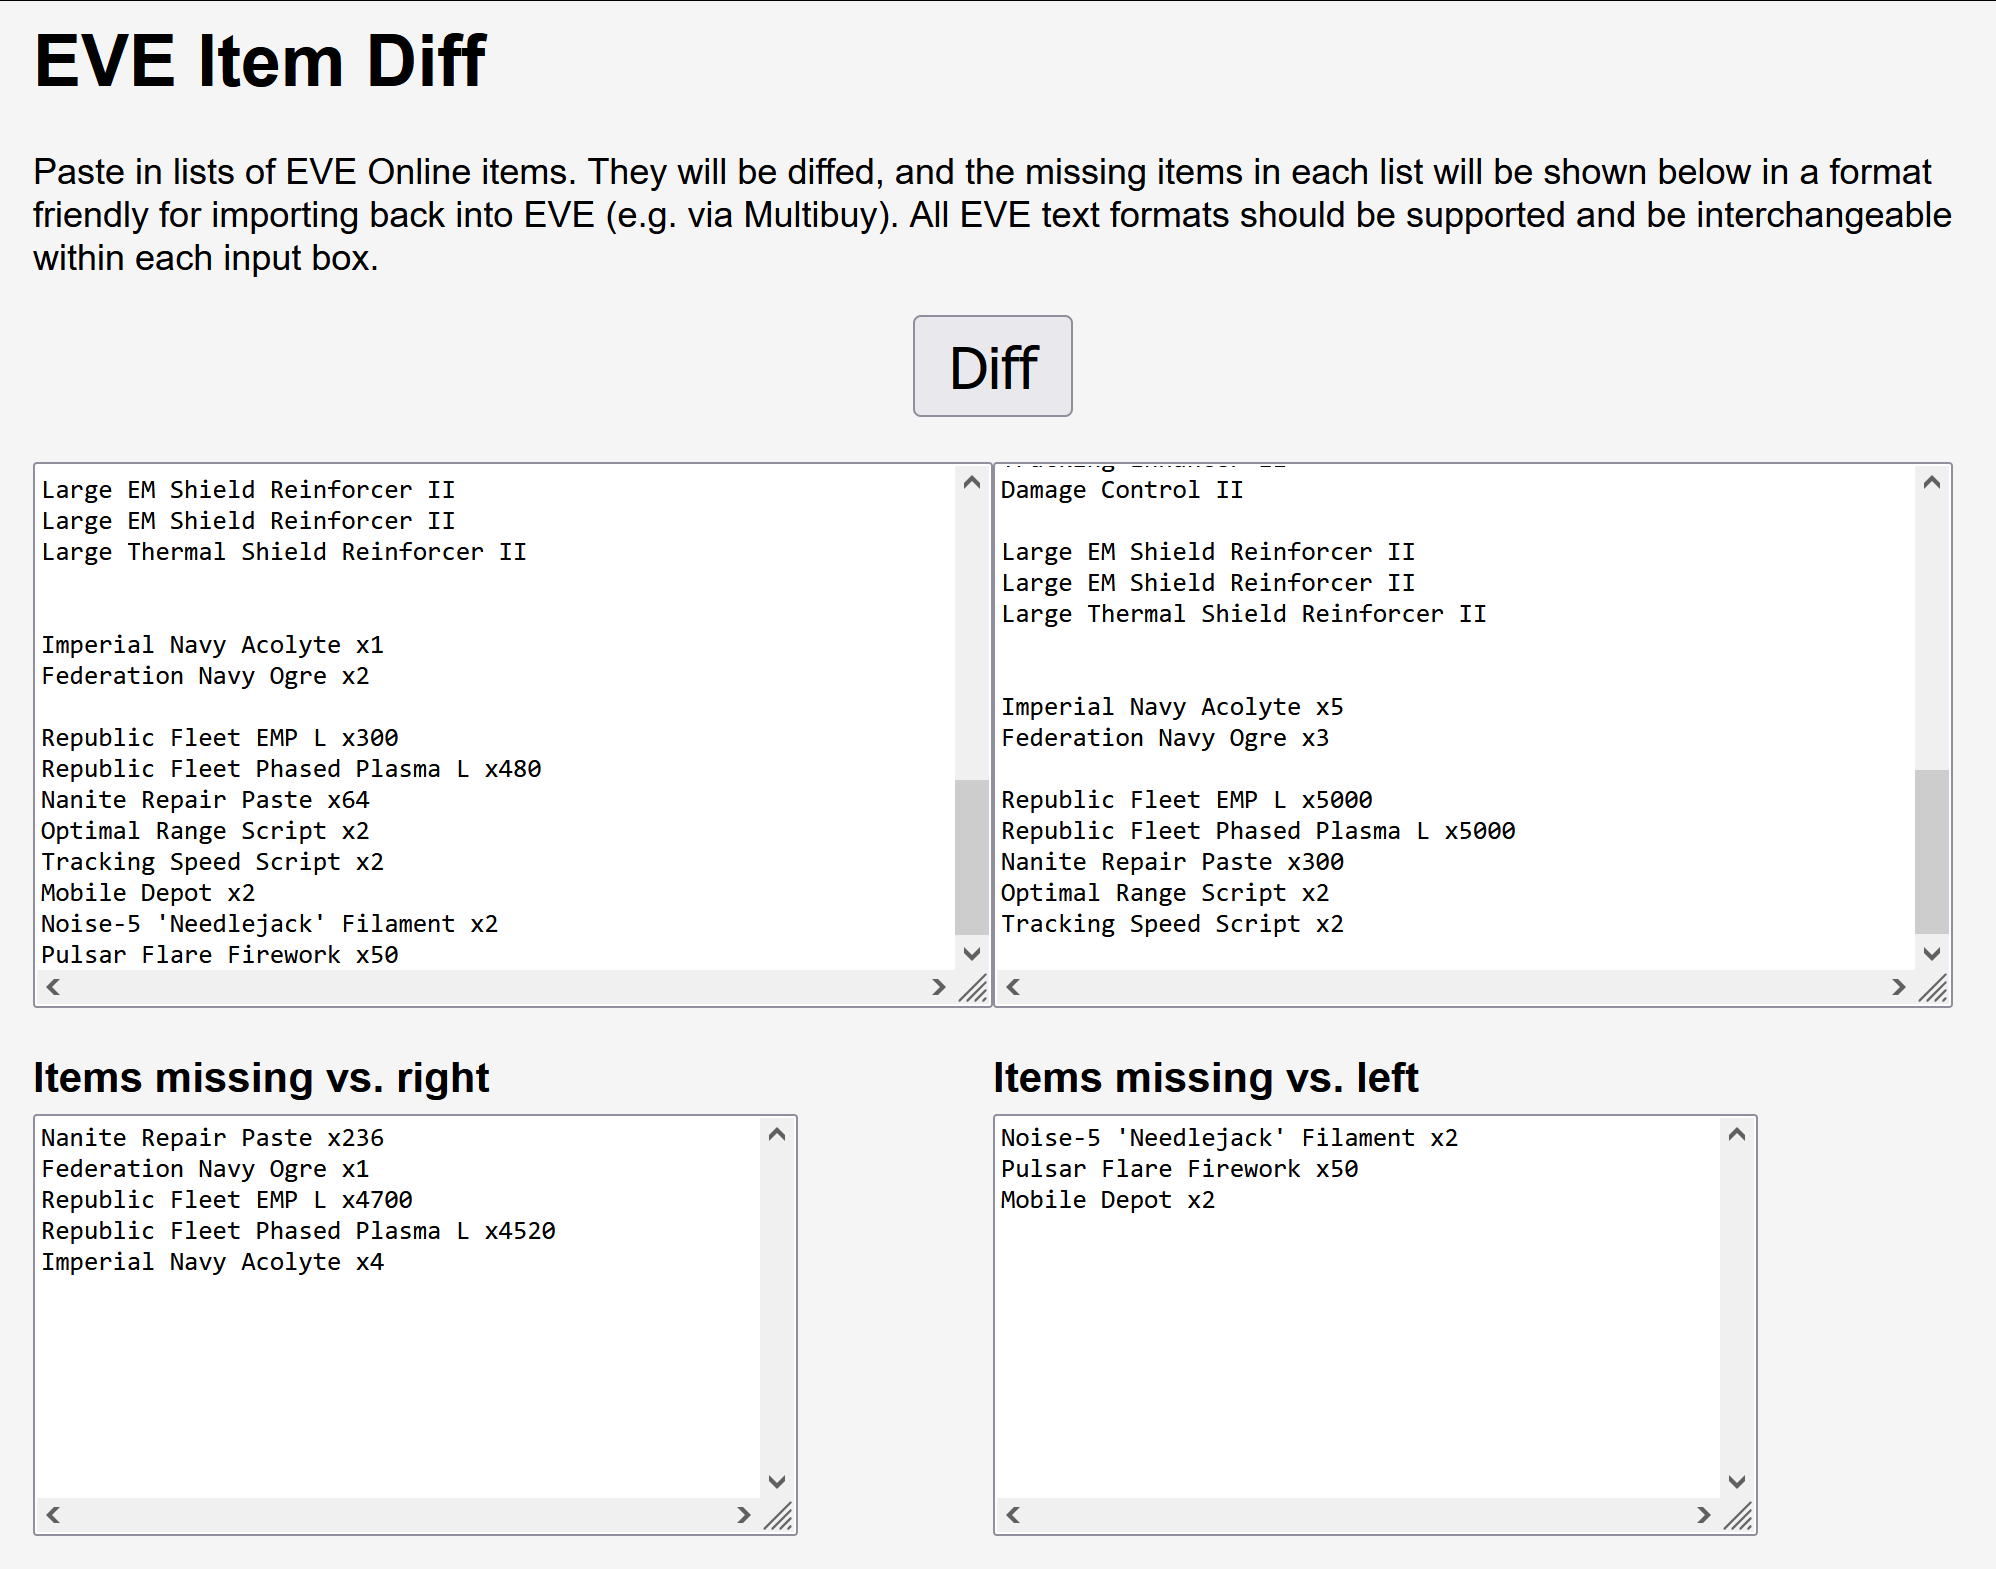 EVE Item Diff
Paste in lists of EVE Online items. They will be diffed, and the missing items in each list will be shown below in a format
friendly for importing back into EVE (e.g. via Multibuy). All EVE text formats should be supported and be interchangeable
within each input box.
Diff
Large EM Shield Reinforcer II
Large EM Shield Reinforcer II
Large Thermal Shield Reinforcer II
Imperial Navy Acolyte x1
Federation Navy Ogre x2
Republic Fleet EMP L x300
Republic Fleet Phased Plasma L x480
Nanite Repair Paste x64
Optimal Range Script x2
Tracking Speed Script x2
Mobile Depot x2
Noise-5 'Needlejack' Filament x2
Pulsar Flare Firework x50
Damage Control II
Large EM Shield Reinforcer II
Large EM Shield Reinforcer II
Large Thermal Shield Reinforcer II
Imperial Navy Acolyte x5
Federation Navy Ogre x3
Republic Fleet EMP L x5000
Republic Fleet Phased Plasma L x5000
Nanite Repair Paste x300
Optimal Range Script x2
Tracking Speed Script x2
Items missing vs. right
Nanite Repair Paste x236
Federation Navy Ogre x1
Republic Fleet EMP L x4700
Republic Fleet Phased Plasma L x4520
Imperial Navy Acolyte x4
Items missing vs. left
Noise-5 'Needlejack' Filament x2
Pulsar Flare Firework x50
Mobile Depot x2